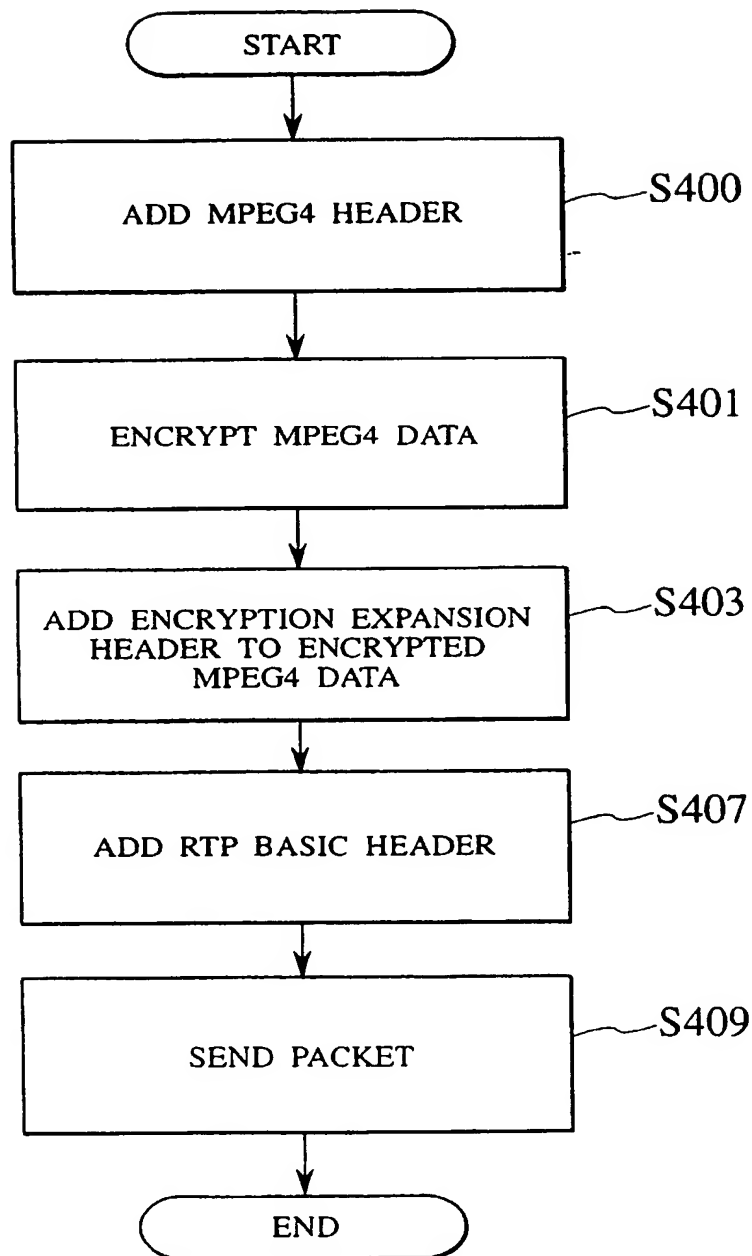 START
ADD MPEG4 HEADER
S400
ENCRYPT MPEG4 DATA
S401
ADD ENCRYPTION EXPANSION
HEADER TO ENCRYPTED
MPEG4 DATA
S403
ADD RTP BASIC HEADER
S407
SEND PACKET
S409
END